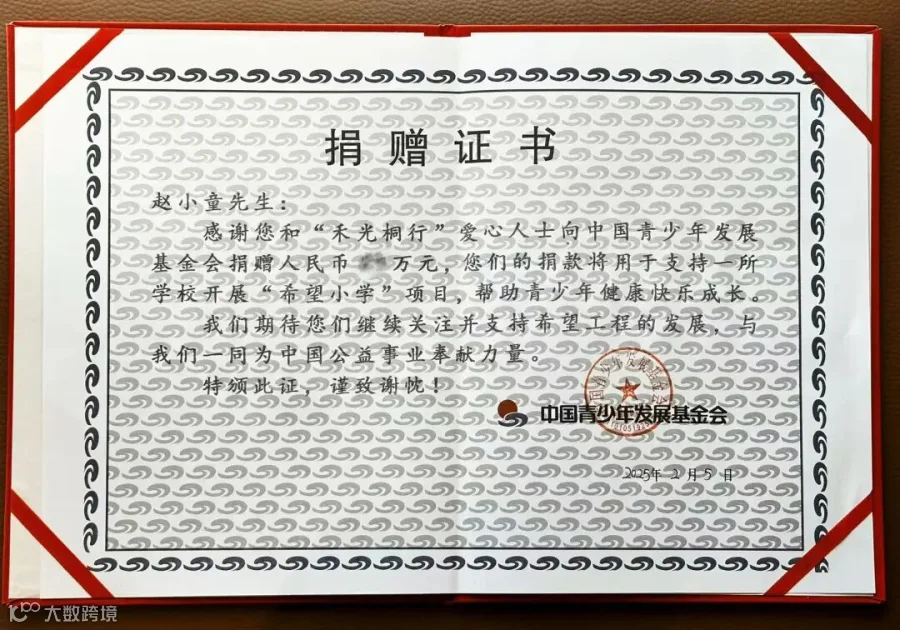 捐赠证书
赵小童先生：
感谢您和“禾光桐行”爱心人士向中国青少年发展
基金会捐赠人民币 万元，您们的捐款将用于支持一所
学校开展“希望小学”项目，帮助青少年健康快乐成长。
我们期待您们继续关注并支持希望工程的发展，与
我们一同为中国公益事业奉献力量。
特颁此证，谨致谢忱！
中国青少年发展基金会
2025年2月5日
大数跨境